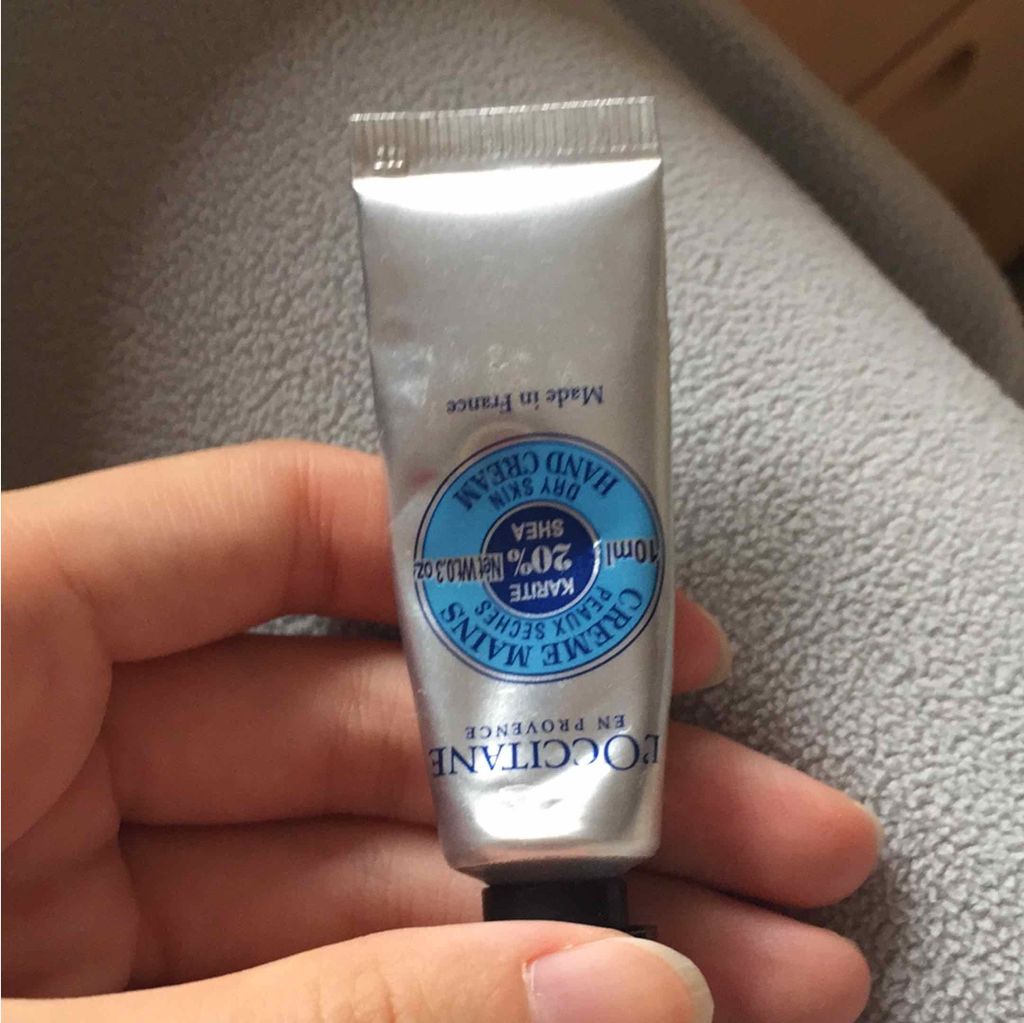 L'OCCITANE
EN PROVENCE
CREME MAINS
PEAUX SECHES
KARITE
20%
SHEA
10ml
Net Wt.0.3 oz
DRY SKIN
HAND CREAM
Made in France